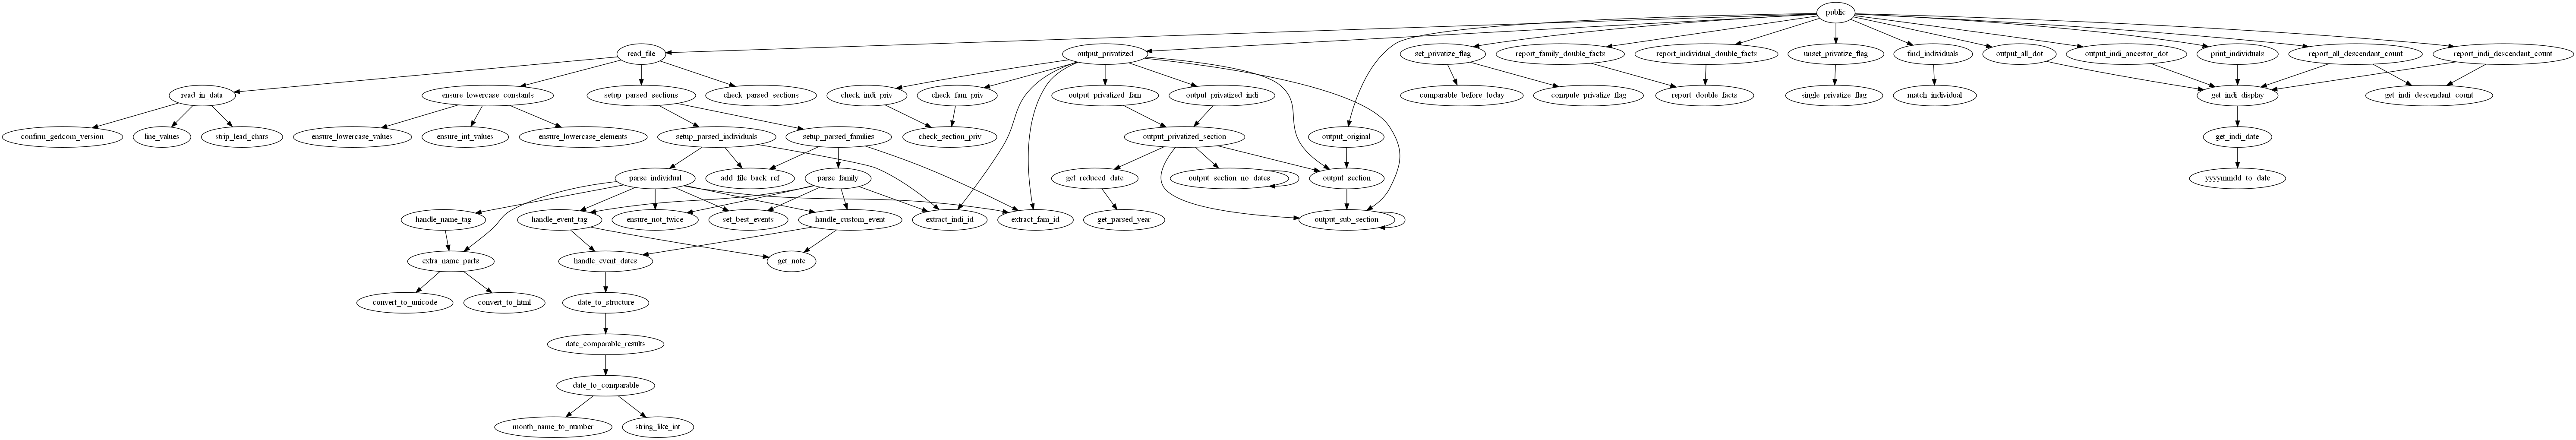 public
read_file
output_privatized
set_privatize_flag
report_family_double_facts
report_individual_double_facts
unset_privatize_flag
find_individuals
output_all_dot
output_indi_ancestor_dot
print_individuals
report_all_descendant_count
report_indi_descendant_count
read_in_data
ensure_lowercase_constants
setup_parsed_sections
check_parsed_sections
check_indi_priv
check_fam_priv
output_privatized_fam
output_privatized_indi
comparable_before_today
compute_privatize_flag
report_double_facts
single_privatize_flag
match_individual
get_indi_display
get_indi_descendant_count
confirm_gedcom_version
line_values
strip_lead_chars
ensure_lowercase_values
ensure_int_values
ensure_lowercase_elements
setup_parsed_individuals
setup_parsed_families
check_section_priv
output_privatized_section
output_original
get_indi_date
parse_individual
add_file_back_ref
parse_family
get_reduced_date
output_section_no_dates
output_section
yyyymmdd_to_date
handle_name_tag
handle_event_tag
ensure_not_twice
set_best_events
handle_custom_event
extract_indi_id
extract_fam_id
get_parsed_year
output_sub_section
extra_name_parts
handle_event_dates
get_note
convert_to_unicode
convert_to_html
date_to_structure
date_comparable_results
date_to_comparable
month_name_to_number
string_like_int